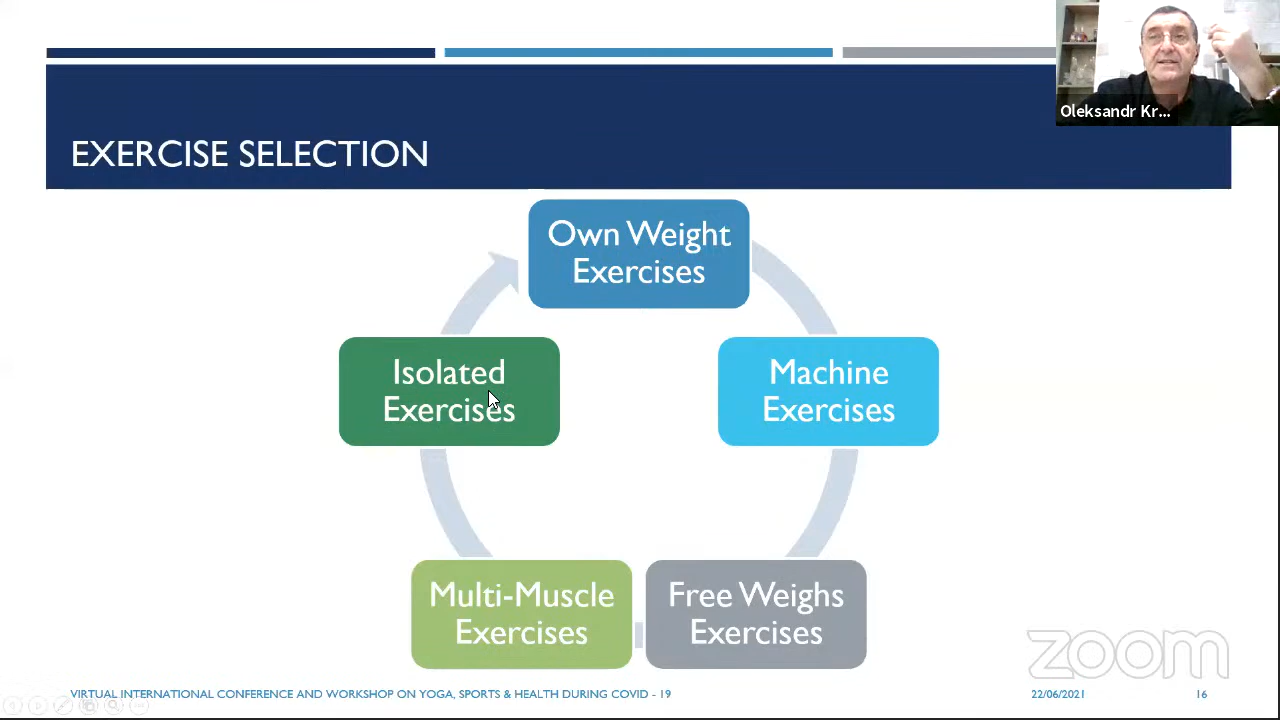 Oleksandr Kr...
EXERCISE SELECTION
Own Weight
Exercises
Isolated
Exercises
Machine
Exercises
Multi-Muscle
Exercises
Free Weighs
Exercises
zoom
VIRTUAL INTERNATIONAL CONFERENCE AND WORKSHOP ON YOGA, SPORTS & HEALTH DURING COVID - 19
22/06/2021
16